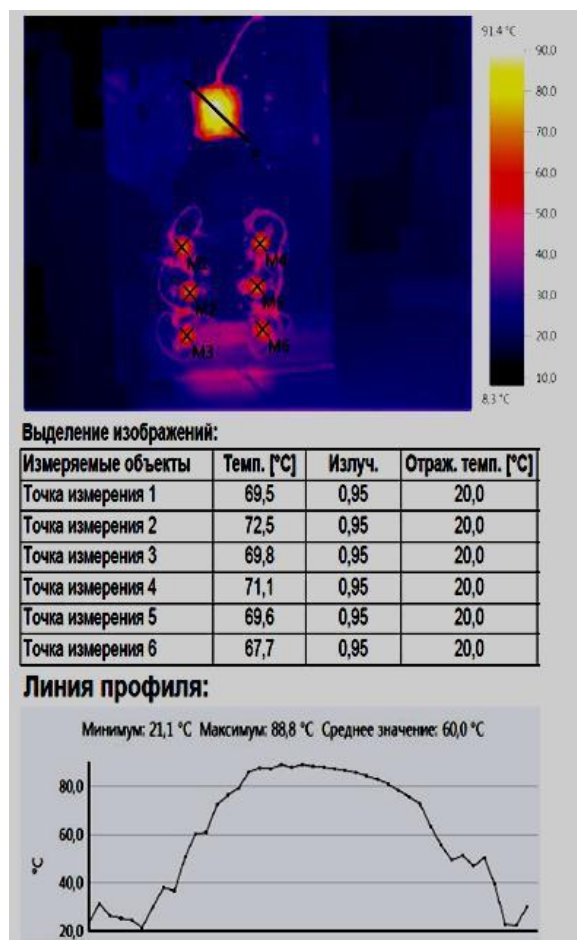 91.4 °C
90.0
80.0
70.0
60.0
50.0
40.0
30.0
20.0
10.0
8.3 °C
M4
M3
Выделение изображений:
Измеряемые объекты Темп. [°C] Излуч. Отраж. темп. [°C]
Точка измерения 1 69,5 0,95 20,0
Точка измерения 2 72,5 0,95 20,0
Точка измерения 3 69,8 0,95 20,0
Точка измерения 4 71,1 0,95 20,0
Точка измерения 5 69,6 0,95 20,0
Точка измерения 6 67,7 0,95 20,0
Линия профиля:
Минимум: 21,1 °C Максимум: 88,8 °C Среднее значение: 60,0 °C
80,0
60,0
°C
40,0
20,0